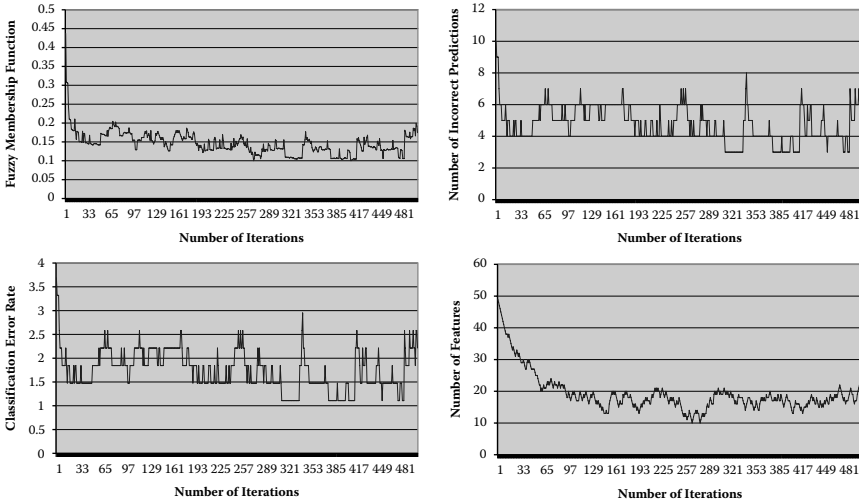 0.5
0.45
0.4
0.35
0.3
0.25
0.2
0.15
0.1
0.05
0
Fuzzy Membership Function
1 33 65 97 129 161 193 225 257 289 321 353 385 417 449 481
Number of Iterations
12
10
8
6
4
2
0
Number of Incorrect Predictions
1 33 65 97 129 161 193 225 257 289 321 353 385 417 449 481
Number of Iterations
4
3.5
3
2.5
2
1.5
1
0.5
0
Classification Error Rate
1 33 65 97 129 161 193 225 257 289 321 353 385 417 449 481
Number of Iterations
60
50
40
30
20
10
0
Number of Features
1 33 65 97 129 161 193 225 257 289 321 353 385 417 449 481
Number of Iterations